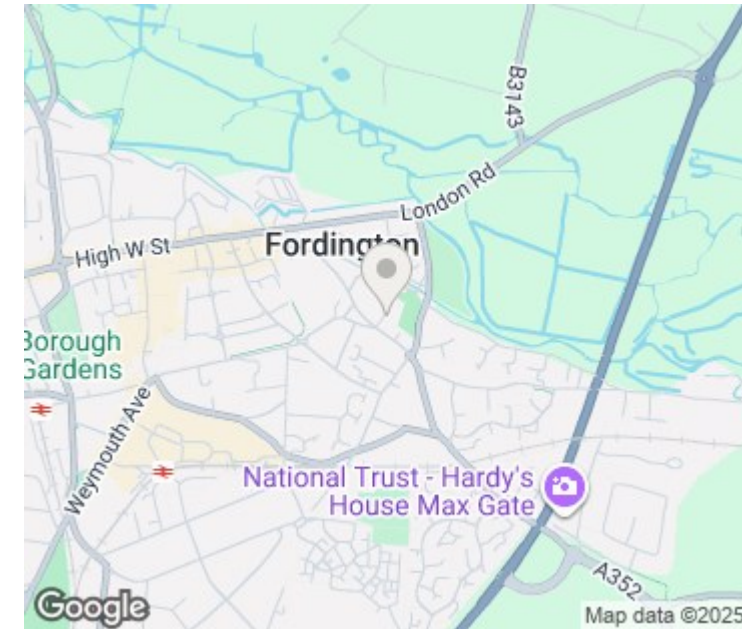 B3143
London Rd
High W St
Fordington
Borough
Gardens
Weymouth Ave
National Trust - Hardy's
House Max Gate
A352
Google
Map data ©2025